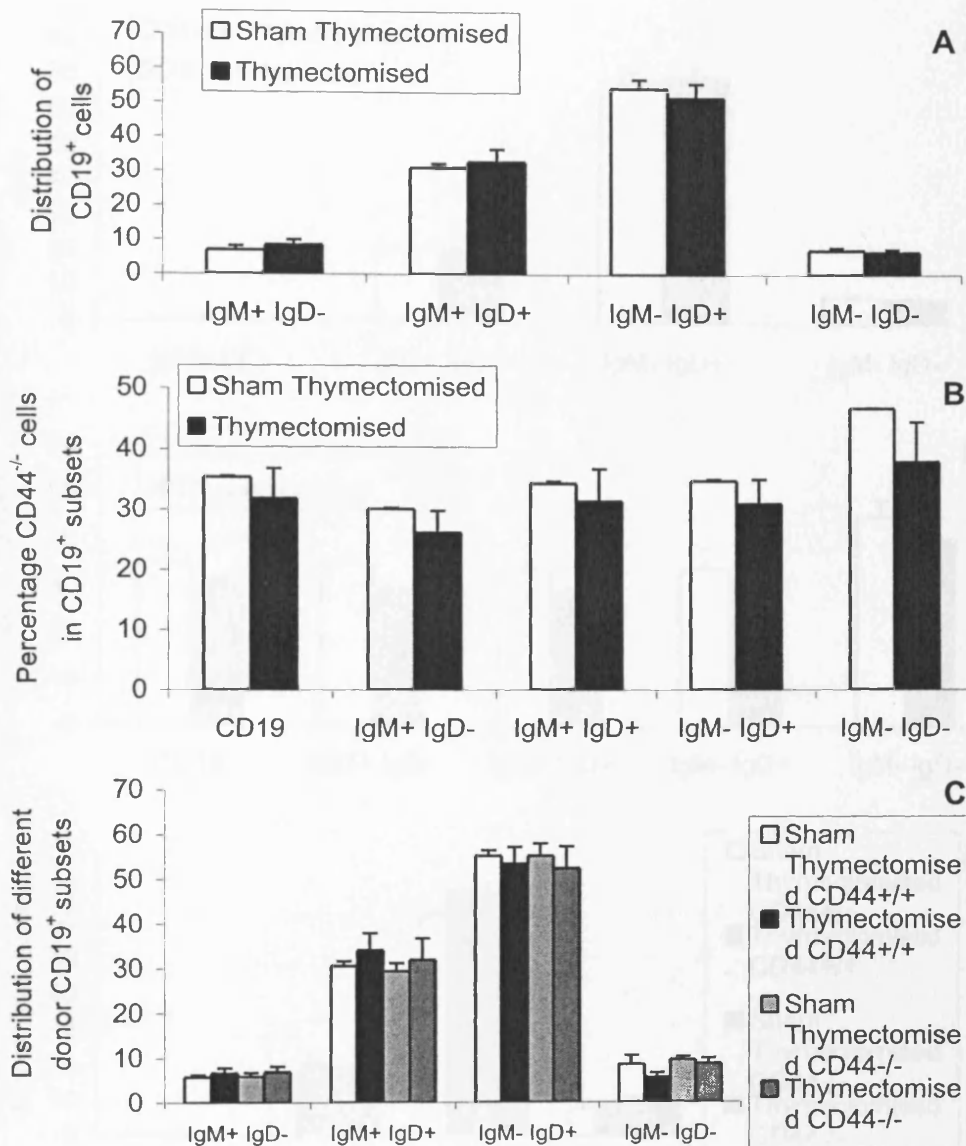 A
Sham Thymectomised
Thymectomised
Distribution of
CD19⁺ cells
70
60
50
40
30
20
10
0
IgM+ IgD-
IgM+ IgD+
IgM- IgD+
IgM- IgD-
B
Sham Thymectomised
Thymectomised
Percentage CD44⁻/⁻ cells
in CD19⁺ subsets
50
40
30
20
10
0
CD19
IgM+ IgD-
IgM+ IgD+
IgM- IgD+
IgM- IgD-
C
Distribution of different
donor CD19⁺ subsets
70
60
50
40
30
20
10
0
IgM+ IgD-
IgM+ IgD+
IgM- IgD+
IgM- IgD-
Sham
Thymectomise
d CD44+/+
Thymectomise
d CD44+/+
Sham
Thymectomise
d CD44-/-
Thymectomise
d CD44-/-